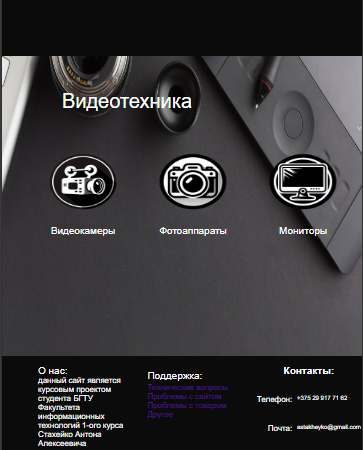 Видеотехника
Видеокамеры
Фотоаппараты
Мониторы
О нас:
данный сайт является
курсовым проектом
студента БГТУ
Факультета
информационных
технологий 1-ого курса
Стахейко Антона
Алексеевича
Поддержка:
Технические вопросы
Проблемы с сайтом
Проблемы с товаром
Другое
Контакты:
Телефон: +375 29 917 71 62
Почта: astakheyko@gmail.com